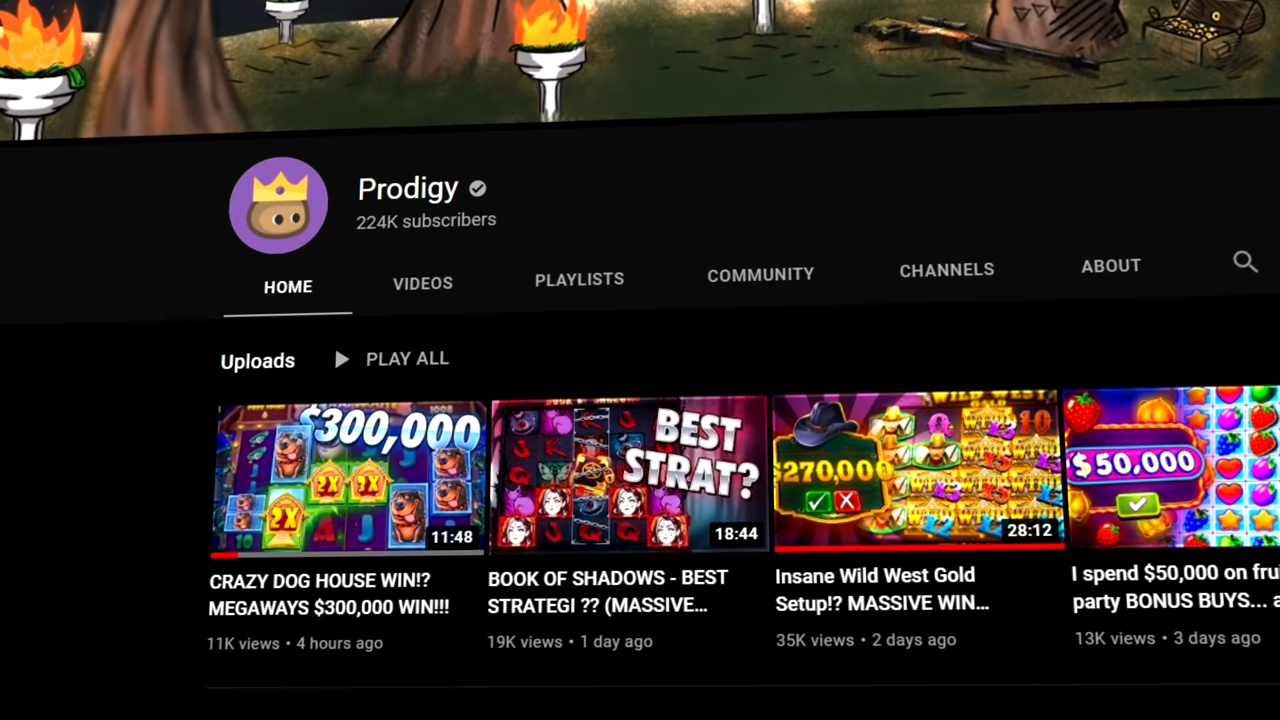 Prodigy
224K subscribers
HOME VIDEOS PLAYLISTS COMMUNITY CHANNELS ABOUT
Uploads PLAY ALL
$300,000
2X 2X
2X
11:48
BEST
STRAT?
18:44
WILD WEST
$270,000
28:12
$50,000
CRAZY DOG HOUSE WIN!?
MEGAWAYS $300,000 WIN!!!
11K views • 4 hours ago
BOOK OF SHADOWS - BEST
STRATEGI ?? (MASSIVE...
19K views • 1 day ago
Insane Wild West Gold
Setup!? MASSIVE WIN...
35K views • 2 days ago
I spend $50,000 on frui
party BONUS BUYS... a
13K views • 3 days ago